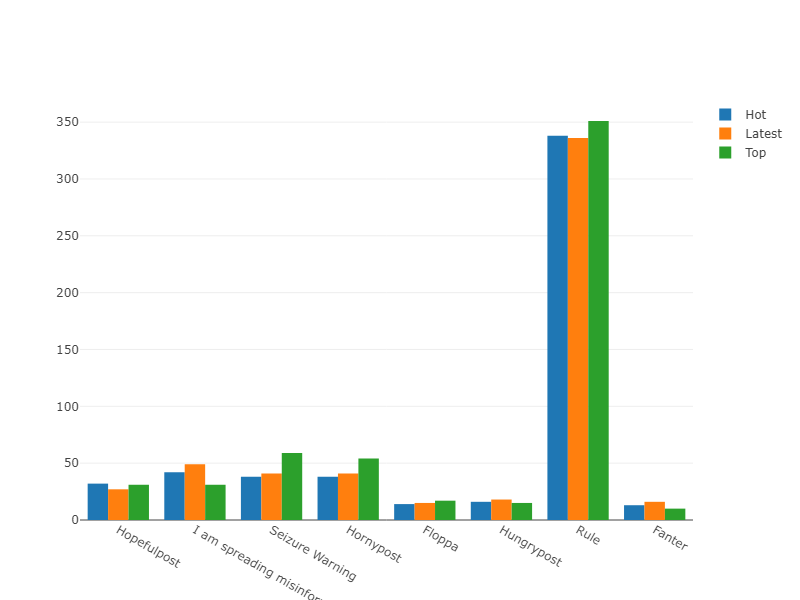 Hot
Latest
Top
350
300
250
200
150
100
50
0
Hopefulpost
I am spreading misinfor
Seizure Warning
Hornypost
Floppa
Hungrypost
Rule
Fanter